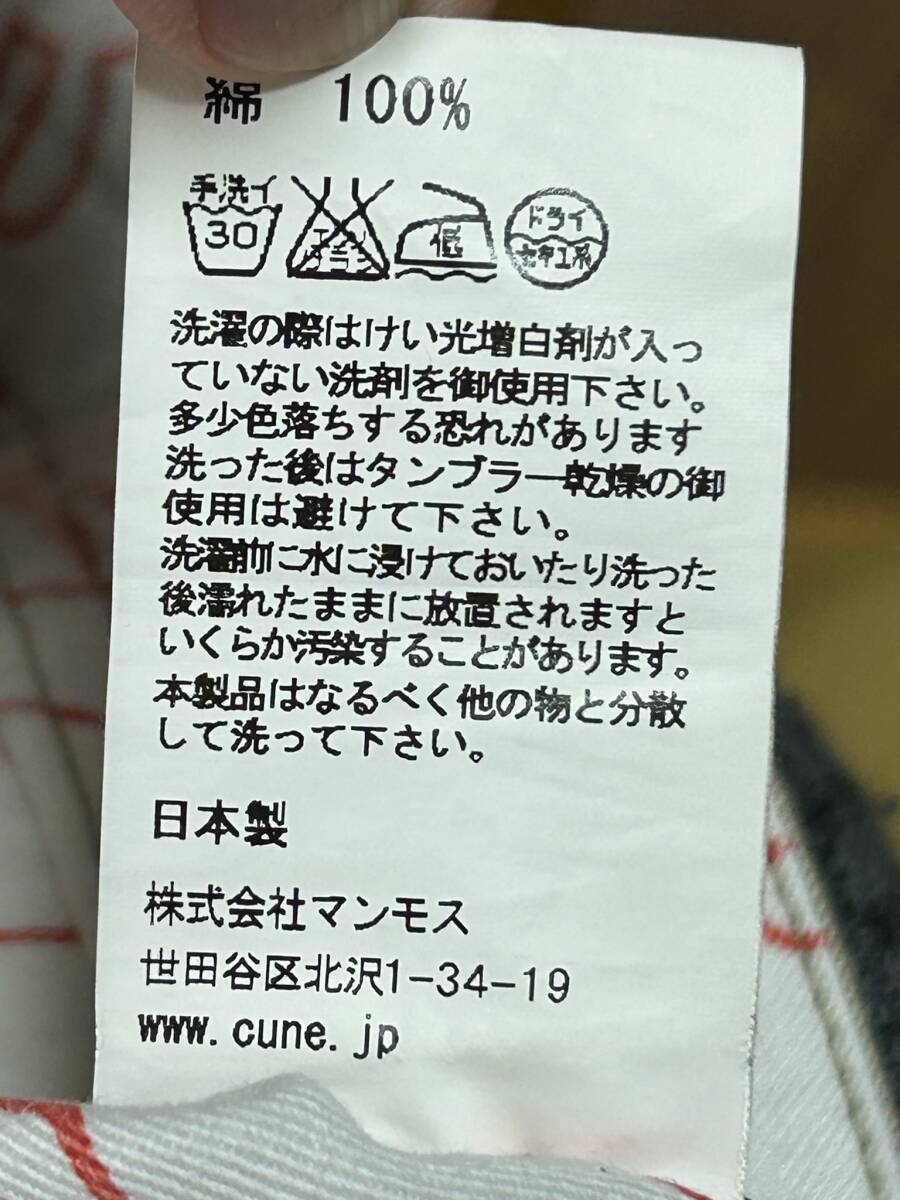 綿 100%
手洗イ
30
エンソサラシ
低
ドライ
セキユ系
洗濯の際はけい光増白剤が入っ
ていない洗剤を御使用下さい。
多少色落ちする恐れがあります
洗った後はタンブラー乾燥の御
使用は避けて下さい。
洗濯前に水に浸けておいたり洗った
後濡れたままに放置されますと
いくらか汚染することがあります。
本製品はなるべく他の物と分散
して洗って下さい。
日本製
株式会社マンモス
世田谷区北沢1-34-19
www.cune.jp